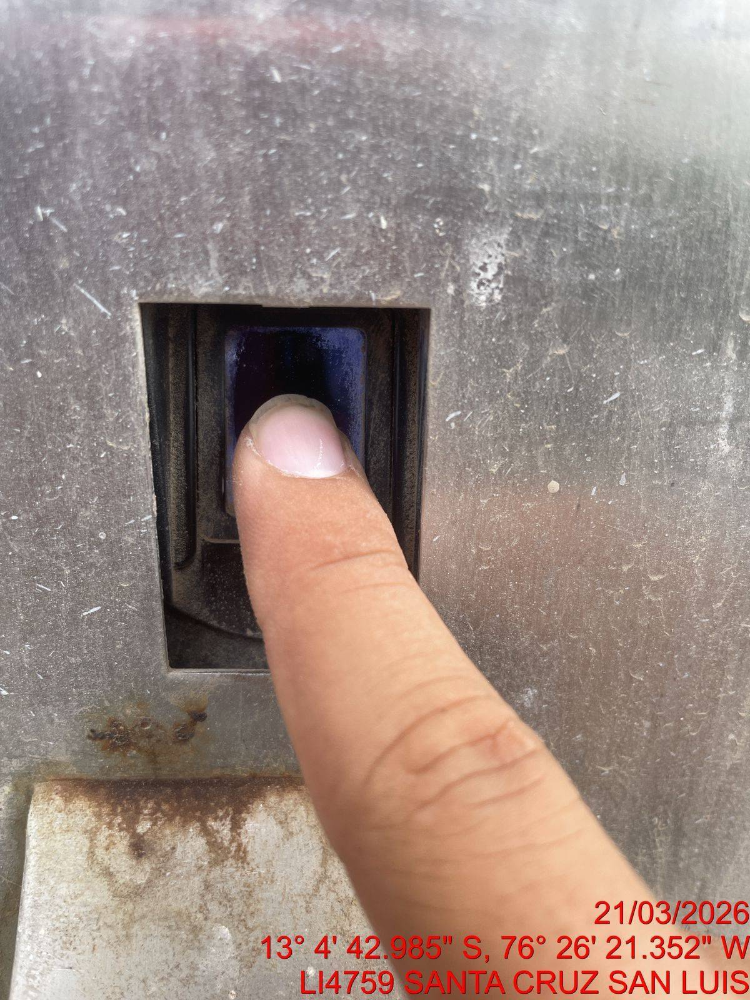 21/03/2026
13° 4' 42.985" S, 76° 26' 21.352" W
LI4759 SANTA CRUZ SAN LUIS